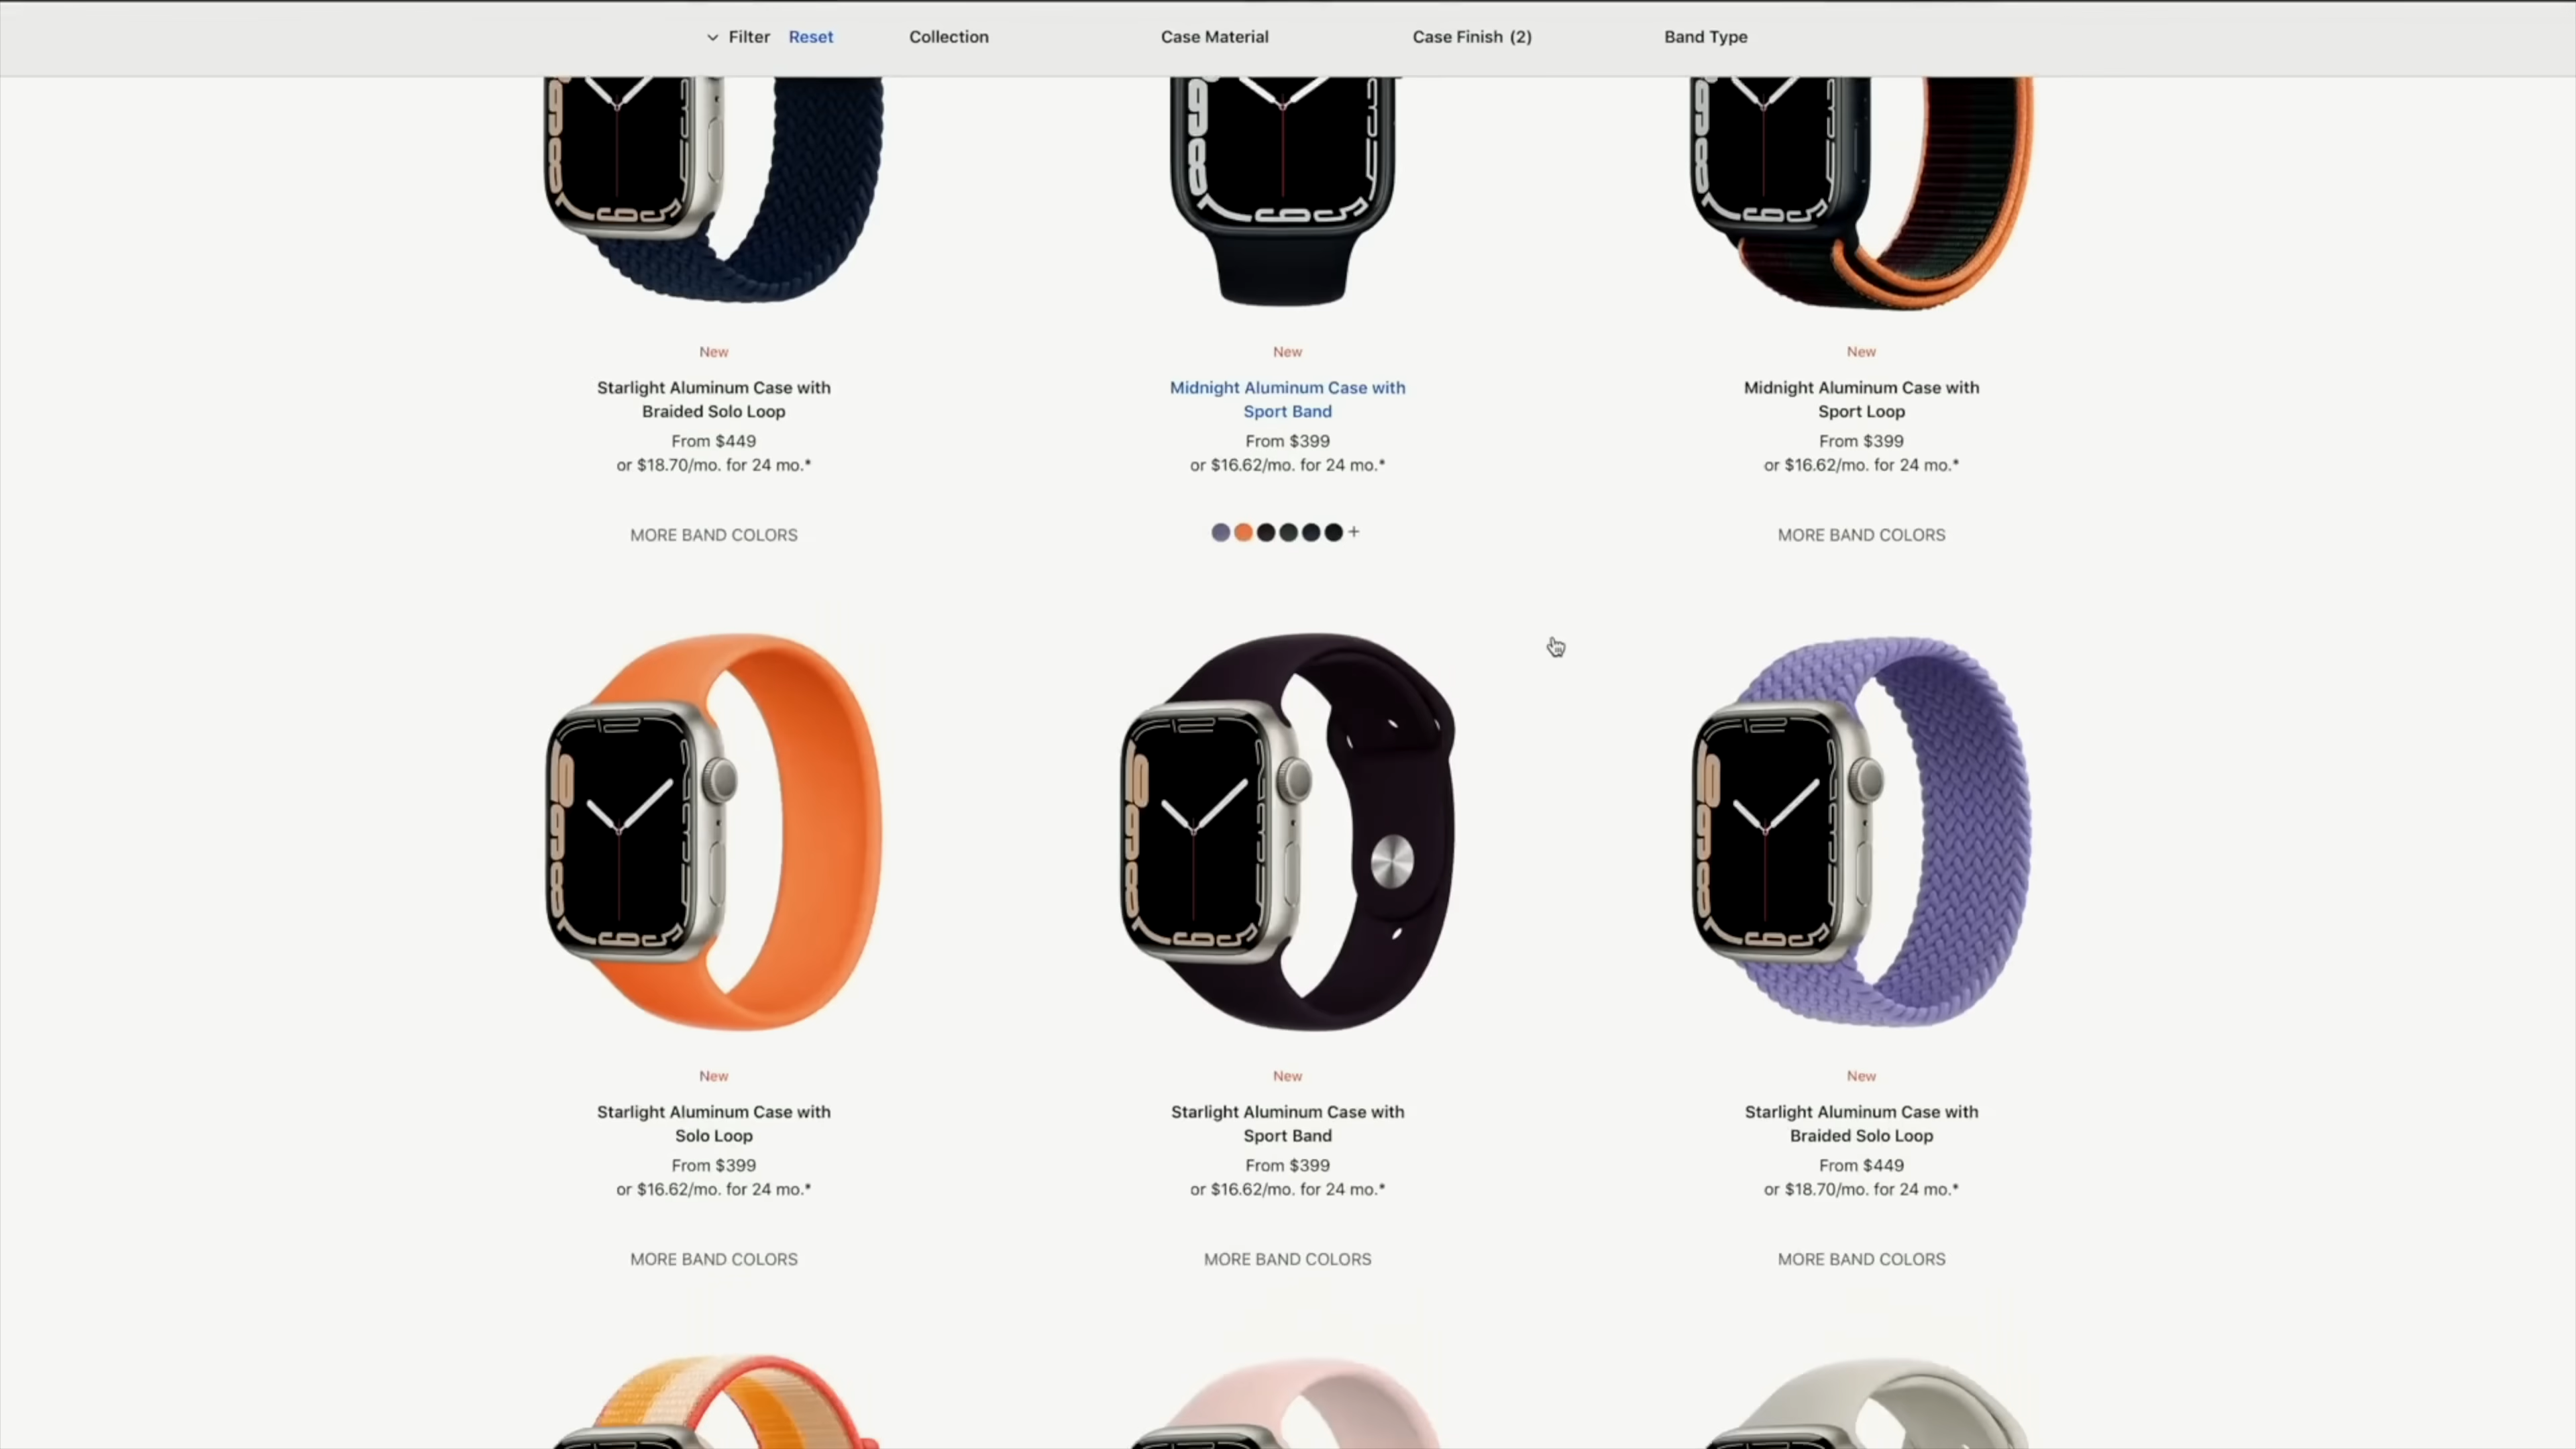 Filter Reset Collection Case Material Case Finish (2) Band Type
New
Starlight Aluminum Case with
Braided Solo Loop
From $449
or $18.70/mo. for 24 mo.*
MORE BAND COLORS
New
Midnight Aluminum Case with
Sport Band
From $399
or $16.62/mo. for 24 mo.*
+
New
Midnight Aluminum Case with
Sport Loop
From $399
or $16.62/mo. for 24 mo.*
MORE BAND COLORS
New
Starlight Aluminum Case with
Solo Loop
From $399
or $16.62/mo. for 24 mo.*
MORE BAND COLORS
New
Starlight Aluminum Case with
Sport Band
From $399
or $16.62/mo. for 24 mo.*
MORE BAND COLORS
New
Starlight Aluminum Case with
Braided Solo Loop
From $449
or $18.70/mo. for 24 mo.*
MORE BAND COLORS